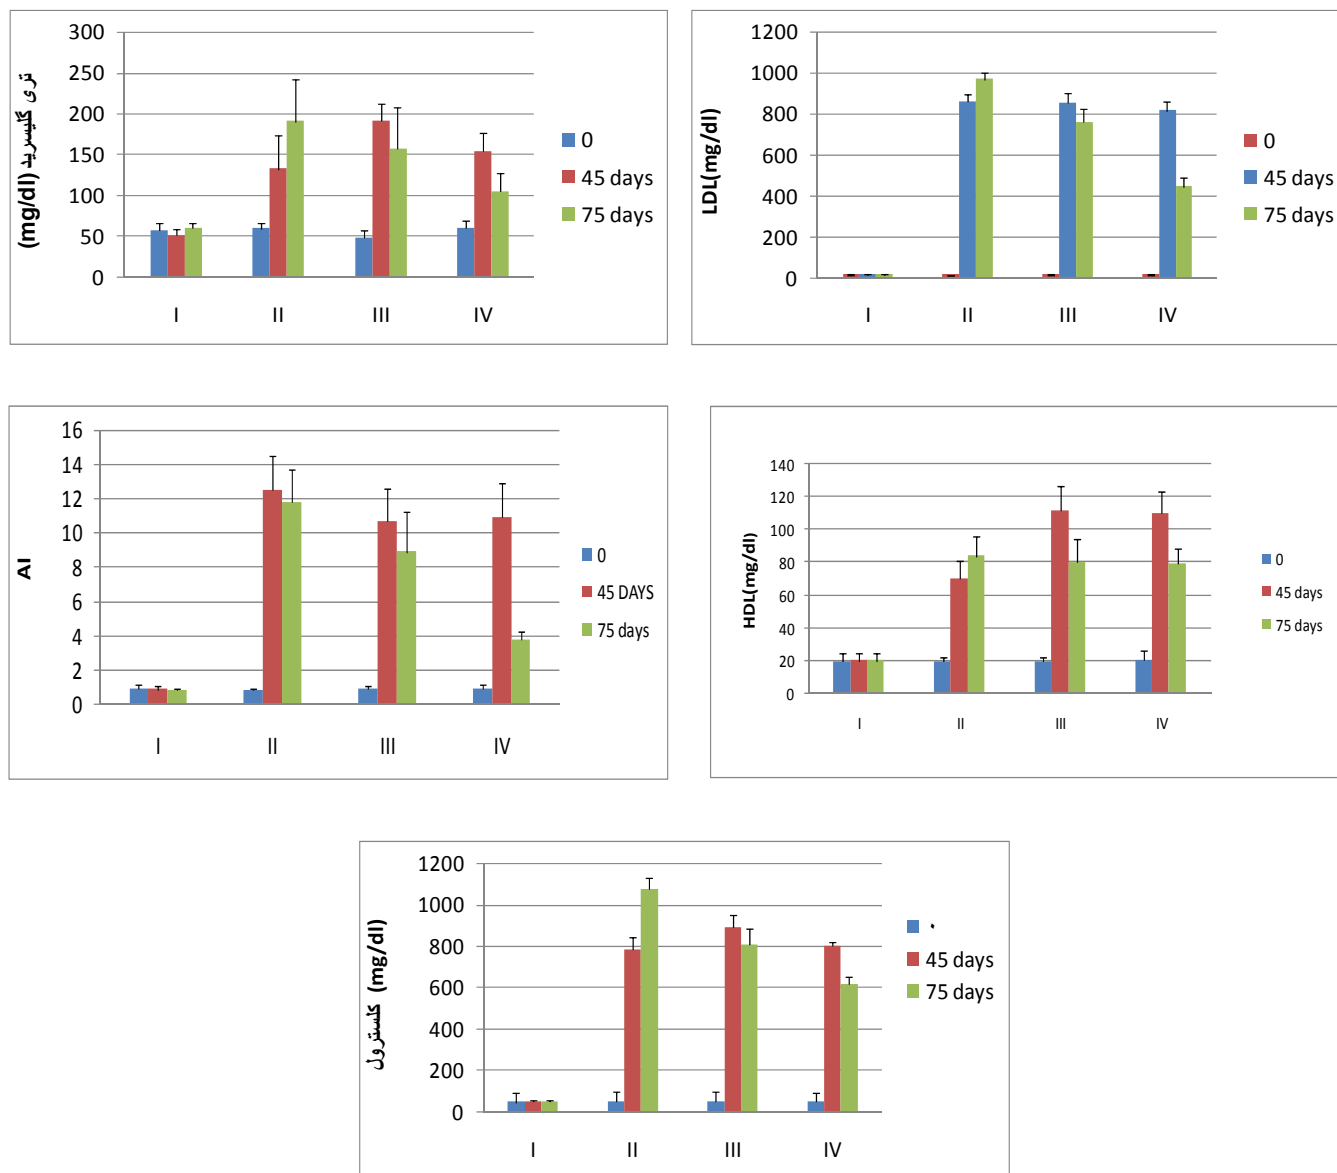 300
250
200
150
100
50
0
تری گلیسرید (mg/dl)
I II III IV
0
45 days
75 days
1200
1000
800
600
400
200
0
LDL(mg/dl)
I II III IV
0
45 days
75 days
16
14
12
10
8
6
4
2
0
AI
I II III IV
0
45 DAYS
75 days
140
120
100
80
60
40
20
0
HDL(mg/dl)
I II III IV
0
45 days
75 days
1200
1000
800
600
400
200
0
کلسترول (mg/dl)
I II III IV
۰
45 days
75 days